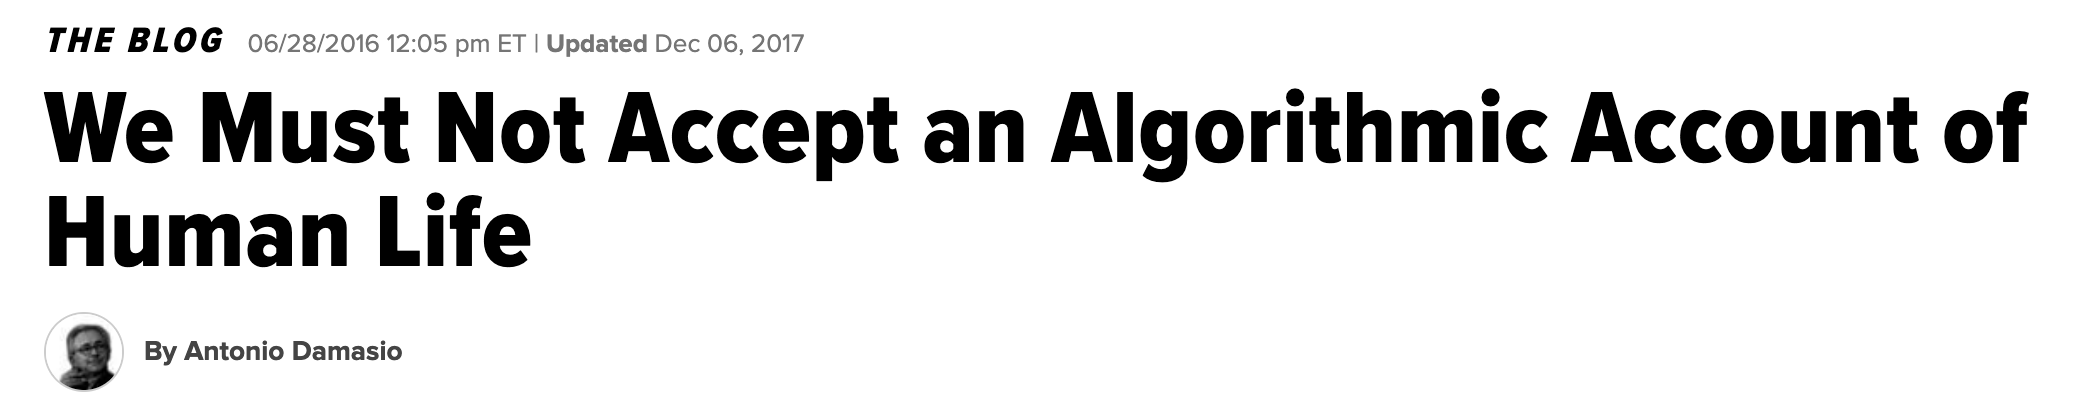 THE BLOG 06/28/2016 12:05 pm ET | Updated Dec 06, 2017
We Must Not Accept an Algorithmic Account of
Human Life
By Antonio Damasio